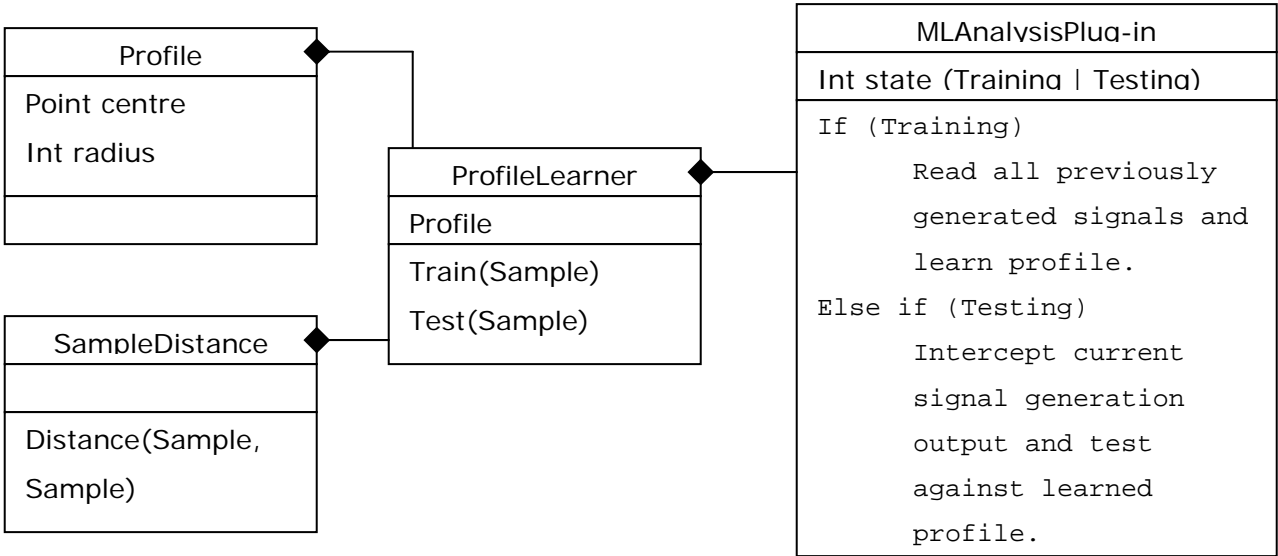 Profile
Point centre
Int radius
SampleDistance
Distance(Sample,
Sample)
ProfileLearner
Profile
Train(Sample)
Test(Sample)
MLAnalysisPlug-in
Int state (Training | Testing)
If (Training)
Read all previously
generated signals and
learn profile.
Else if (Testing)
Intercept current
signal generation
output and test
against learned
profile.